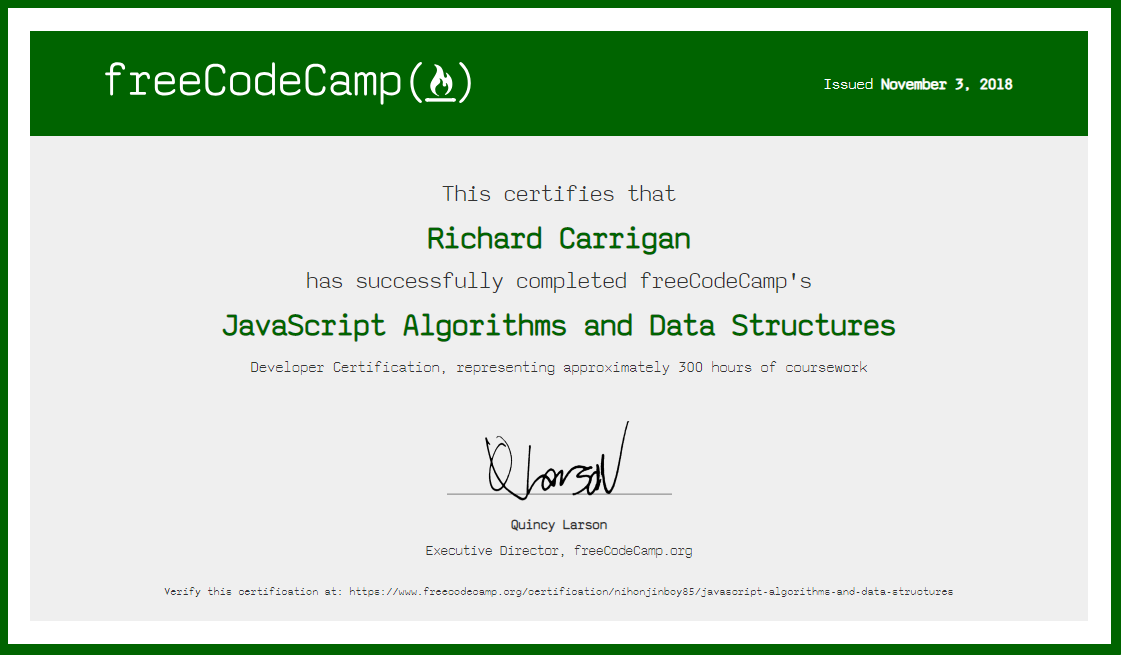 freeCodeCamp(🔥)
Issued November 3, 2018
This certifies that
Richard Carrigan
has successfully completed freeCodeCamp's
JavaScript Algorithms and Data Structures
Developer Certification, representing approximately 300 hours of coursework
Q Larson
Quincy Larson
Executive Director, freeCodeCamp.org
Verify this certification at: https://www.freecodecamp.org/certification/nihonjinboy85/javascript-algorithms-and-data-structures